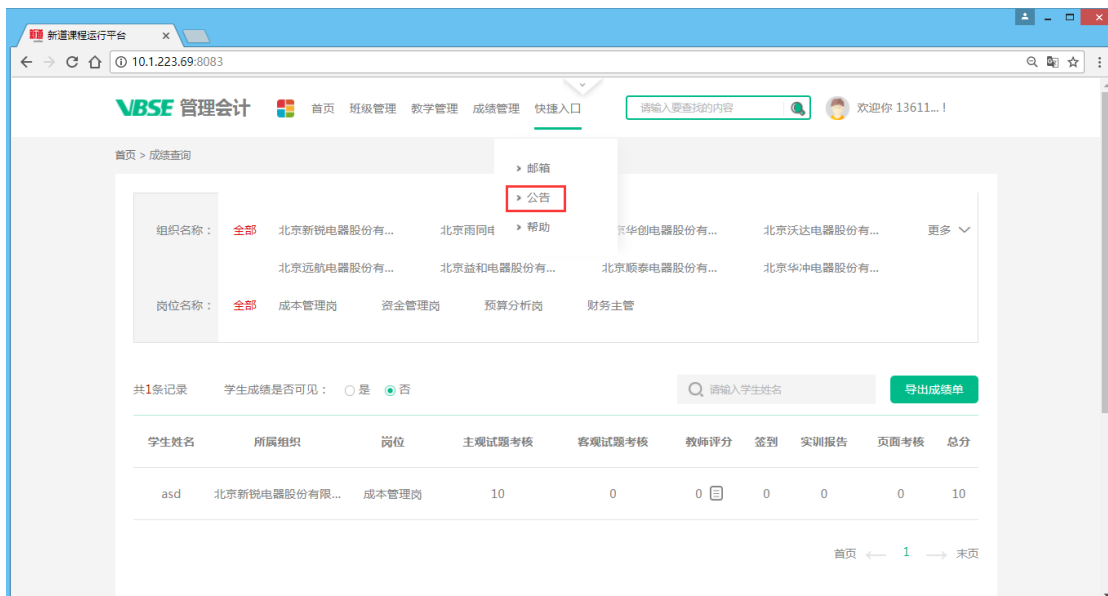 新道课程运行平台
10.1.223.69:8083
VBSE 管理会计 首页 班级管理 教学管理 成绩管理 快捷入口 请输入要查找的内容 欢迎你 13611... !
首页 > 成绩查询
邮箱
公告
帮助
组织名称： 全部 北京新锐电器股份有... 北京雨同电 华创电器股份有... 北京沃达电器股份有... 更多
北京远航电器股份有... 北京益和电器股份有... 北京顺泰电器股份有... 北京华冲电器股份有...
岗位名称： 全部 成本管理岗 资金管理岗 预算分析岗 财务主管
共1条记录 学生成绩是否可见： 是 否 请输入学生姓名 导出成绩单
学生姓名 所属组织 岗位 主观试题考核 客观试题考核 教师评分 签到 实训报告 页面考核 总分
asd 北京新锐电器股份有限... 成本管理岗 10 0 0 0 0 0 10
首页 1 末页